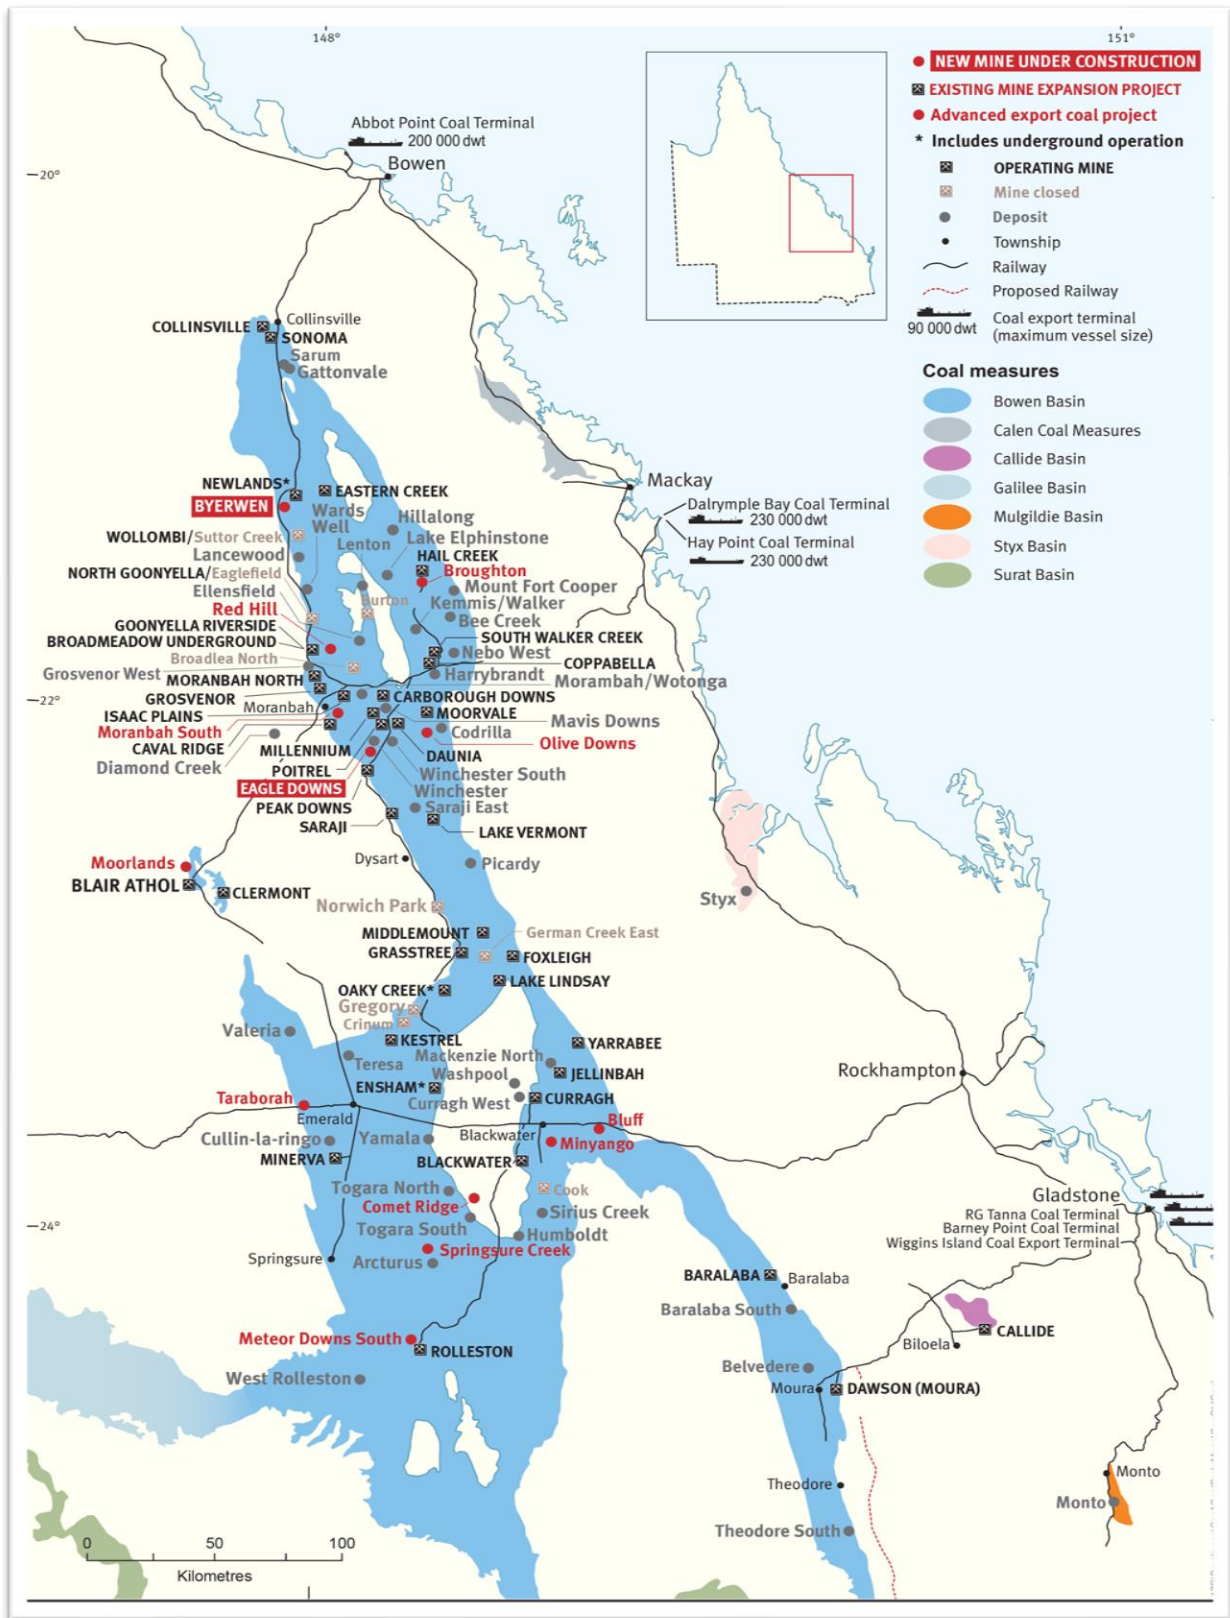 148°
151°
NEW MINE UNDER CONSTRUCTION
EXISTING MINE EXPANSION PROJECT
Advanced export coal project
* Includes underground operation
OPERATING MINE
Mine closed
Deposit
Township
Railway
Proposed Railway
90 000 dwt
Coal export terminal
(maximum vessel size)
Coal measures
Bowen Basin
Calen Coal Measures
Callide Basin
Galilee Basin
Mulgildie Basin
Styx Basin
Surat Basin
Abbot Point Coal Terminal
200 000 dwt
Bowen
20°
Collinsville
COLLINSVILLE
SONOMA
Sarum
Gattonvale
Mackay
Dalrymple Bay Coal Terminal
230 000 dwt
Hay Point Coal Terminal
230 000 dwt
NEWLANDS*
EASTERN CREEK
BYERWEN
Wards
Well
Hillalong
WOLLOMBI/Suttor Creek
Lenton
Lake Elphinstone
Lancewood
HAIL CREEK
NORTH GOONYELLA/Eaglefield
Broughton
Ellensfield
Mount Fort Cooper
Burton
Red Hill
Kemmis/Walker
GOONYELLA RIVERSIDE
Bee Creek
BROADMEADOW UNDERGROUND
SOUTH WALKER CREEK
Broadlea North
Nebo West
Grosvenor West
COPPABELLA
MORANBAH NORTH
Harrybrandt
Morambah/Wotonga
GROSVENOR
22°
Moranbah
CARBOROUGH DOWNS
ISAAC PLAINS
MOORVALE
Moranbah South
Mavis Downs
Codrilla
CAVAL RIDGE
MILLENNIUM
Olive Downs
Diamond Creek
POITREL
DAUNIA
EAGLE DOWNS
Winchester South
Winchester
PEAK DOWNS
Saraji East
SARAJI
LAKE VERMONT
Dysart
Picardy
Moorlands
BLAIR ATHOL
CLERMONT
Styx
Norwich Park
MIDDLEMOUNT
German Creek East
GRASSTREE
FOXLEIGH
LAKE LINDSAY
OAKY CREEK*
Gregory
Crinum
Valeria
KESTREL
YARRABEE
Teresa
Mackenzie North
Washpool
JELLINBAH
Rockhampton
ENSHAM*
Curragh West
CURRAGH
Taraborah
Emerald
Bluff
Cullin-la-ringo
Yamala
Blackwater
Minyango
MINERVA
BLACKWATER
Togara North
Cook
Comet Ridge
Sirius Creek
Togara South
Humboldt
Gladstone
RG Tanna Coal Terminal
Barney Point Coal Terminal
Wiggins Island Coal Export Terminal
24°
Springsure
Springsure Creek
Arcturus
BARALABA
Baralaba
Baralaba South
Meteor Downs South
ROLLESTON
CALLIDE
Biloela
West Rolleston
Belvedere
Moura
DAWSON (MOURA)
Monto
Theodore
Monto
Theodore South
0
50
100
Kilometres